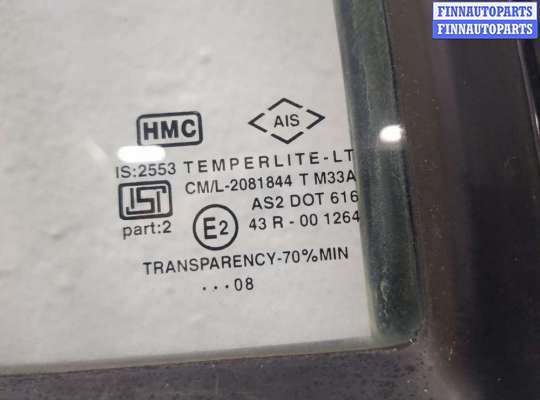 FINNAUTOPARTS
FINNAUTOPARTS
HMC
AIS
IS:2553 TEMPERLITE-LT
CM/L-2081844 T M33A
ISI
AS2 DOT 616
part:2
E2
43 R - 00 1264
TRANSPARENCY-70%MIN
...08